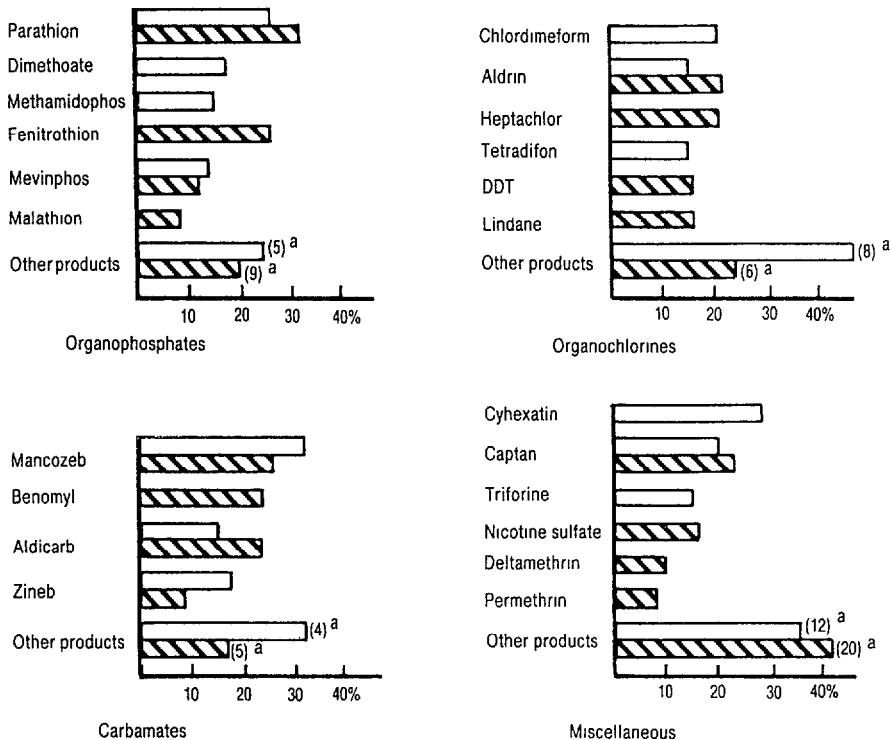 Parathion
Dimethoate
Methamidophos
Fenitrothion
Mevinphos
Malathion
Other products
(5) a
(9) a
10 20 30 40%
Organophosphates
Chlordimeform
Aldrin
Heptachlor
Tetradifon
DDT
Lindane
Other products
(8) a
(6) a
10 20 30 40%
Organochlorines
Mancozeb
Benomyl
Aldicarb
Zineb
Other products
(4) a
(5) a
10 20 30 40%
Carbamates
Cyhexatin
Captan
Triforine
Nicotine sulfate
Deltamethrin
Permethrin
Other products
(12) a
(20) a
10 20 30 40%
Miscellaneous